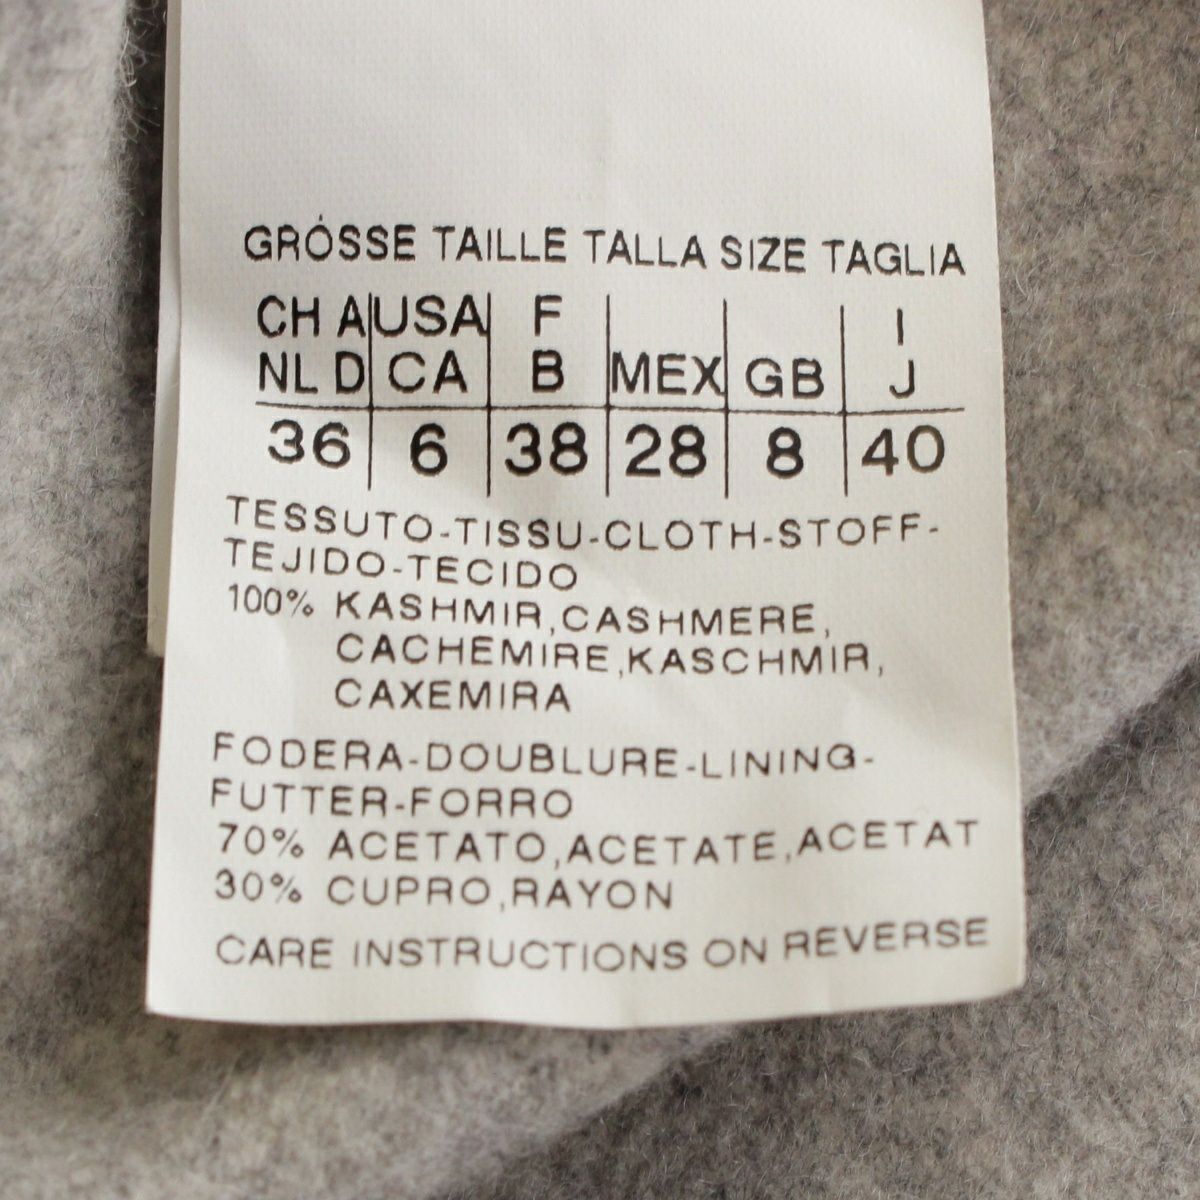 GRÓSSE TAILLE TALLA SIZE TAGLIA
CH A USA F I
NL D CA B MEX GB J
36 6 38 28 8 40
TESSUTO-TISSU-CLOTH-STOFF-
TEJIDO-TECIDO
100% KASHMIR,CASHMERE,
CACHEMIRE,KASCHMIR,
CAXEMIRA
FODERA-DOUBLURE-LINING-
FUTTER-FORRO
70% ACETATO,ACETATE,ACETAT
30% CUPRO,RAYON
CARE INSTRUCTIONS ON REVERSE